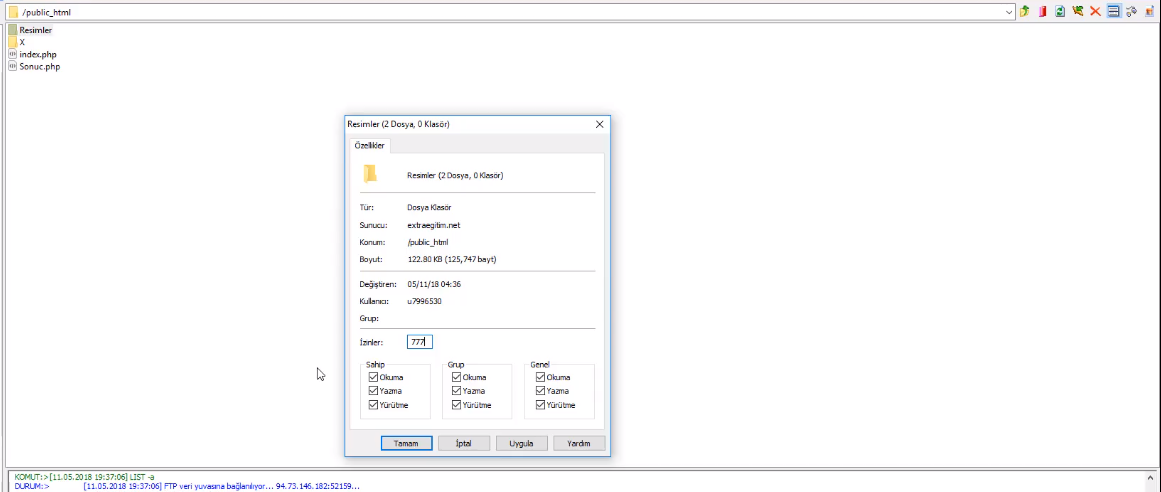 /public_html
Resimler
X
index.php
Sonuc.php
Resimler (2 Dosya, 0 Klasör)
Özellikler
Resimler (2 Dosya, 0 Klasör)
Tür: Dosya Klasör
Sunucu: extraegitim.net
Konum: /public_html
Boyut: 122.80 KB (125,747 bayt)
Değiştiren: 05/11/18 04:36
Kullanıcı: u7996530
Grup:
İzinler: 777
Sahip Grup Genel
Okuma Okuma Okuma
Yazma Yazma Yazma
Yürütme Yürütme Yürütme
Tamam İptal Uygula Yardım
KOMUT:> [11.05.2018 19:37:06] LIST -a
DURUM:> [11.05.2018 19:37:06] FTP veri yuvasına bağlanılıyor... 94.73.146.182:52159...